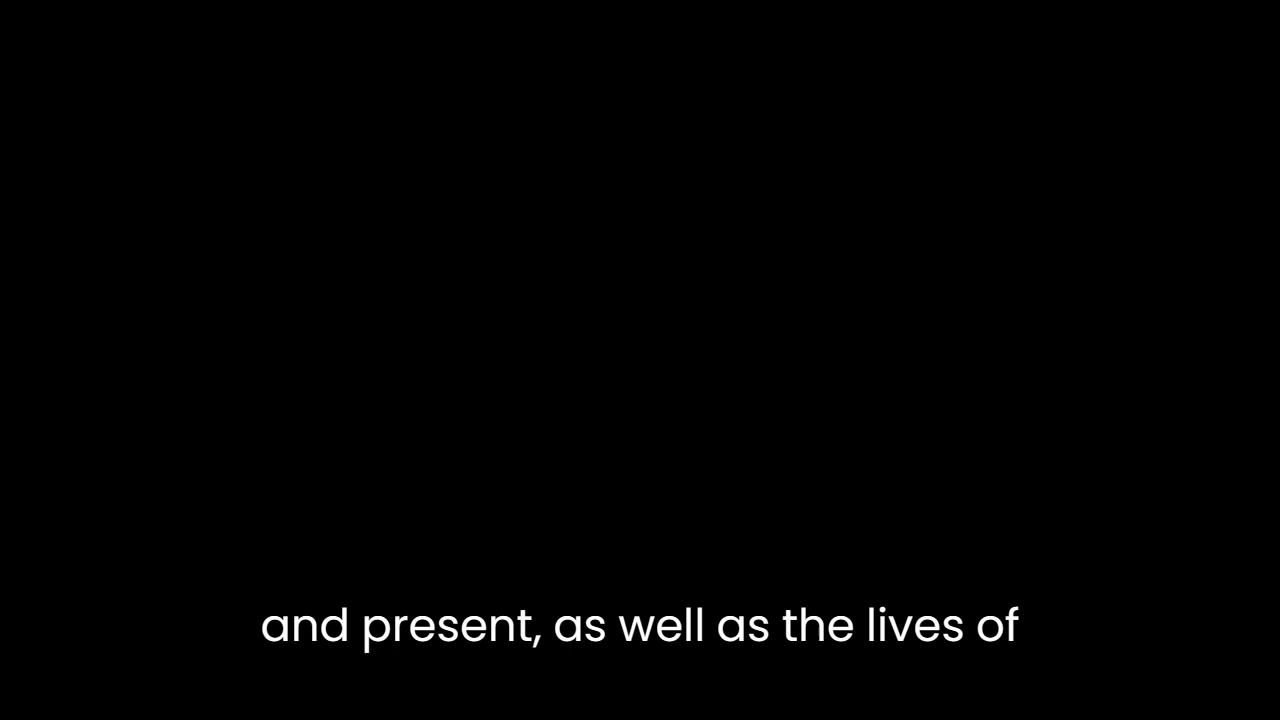 and present, as well as the lives of